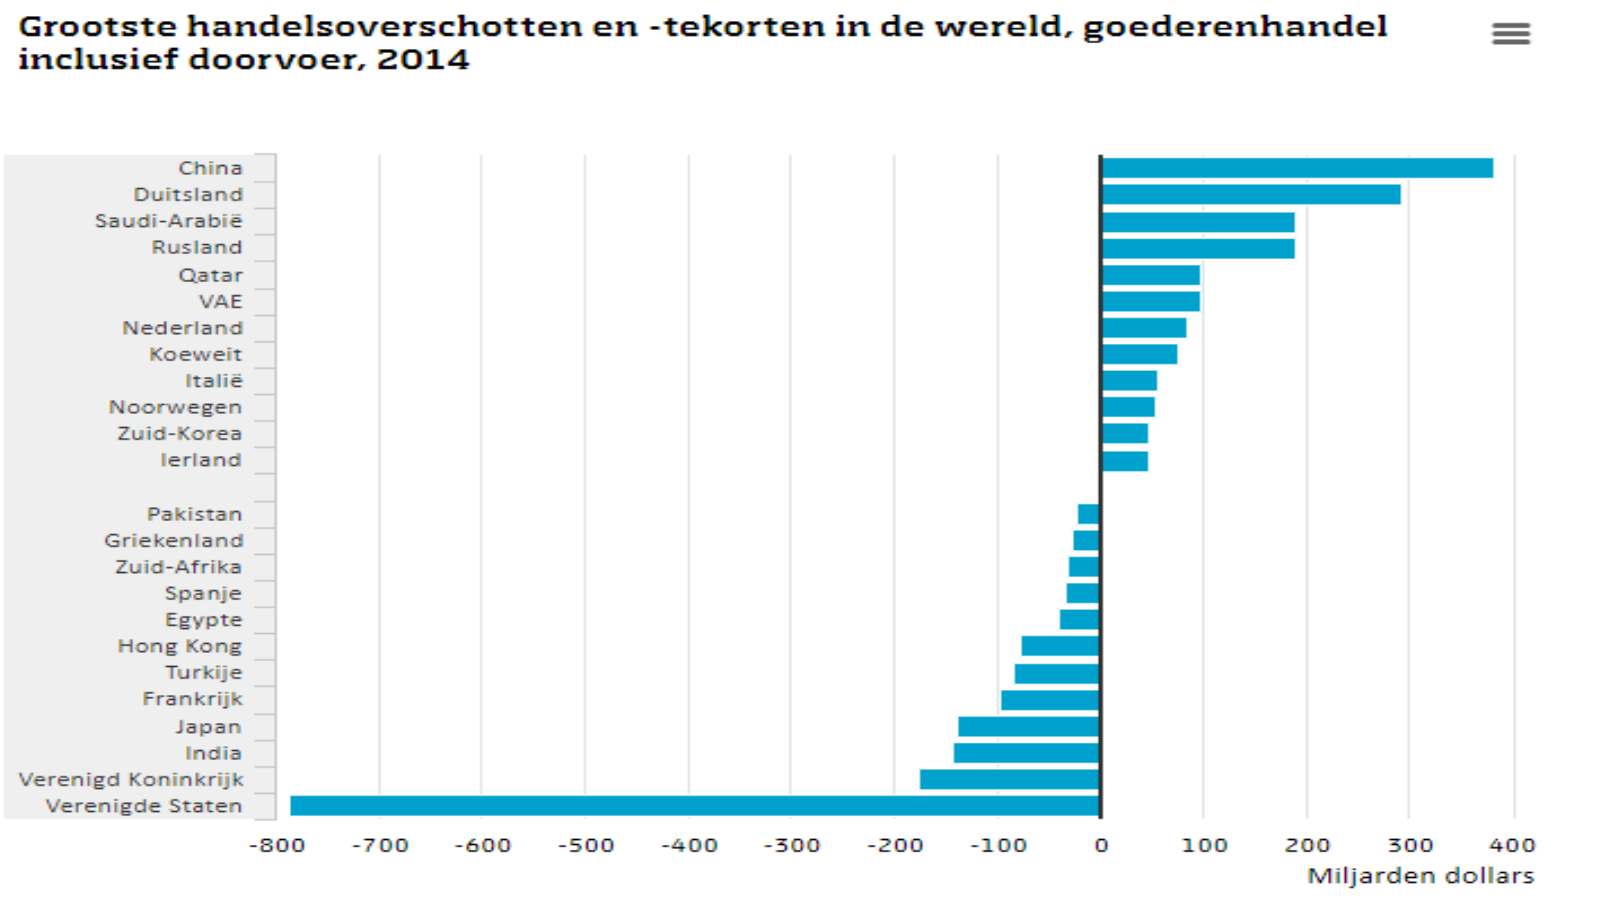 Grootste handelsoverschotten en -tekorten in de wereld, goederenhandel
inclusief doorvoer, 2014
China
Duitsland
Saudi-Arabië
Rusland
Qatar
VAE
Nederland
Koeweit
Italië
Noorwegen
Zuid-Korea
Ierland
Pakistan
Griekenland
Zuid-Afrika
Spanje
Egypte
Hong Kong
Turkije
Frankrijk
Japan
India
Verenigd Koninkrijk
Verenigde Staten
-800 -700 -600 -500 -400 -300 -200 -100 0 100 200 300 400
Miljarden dollars